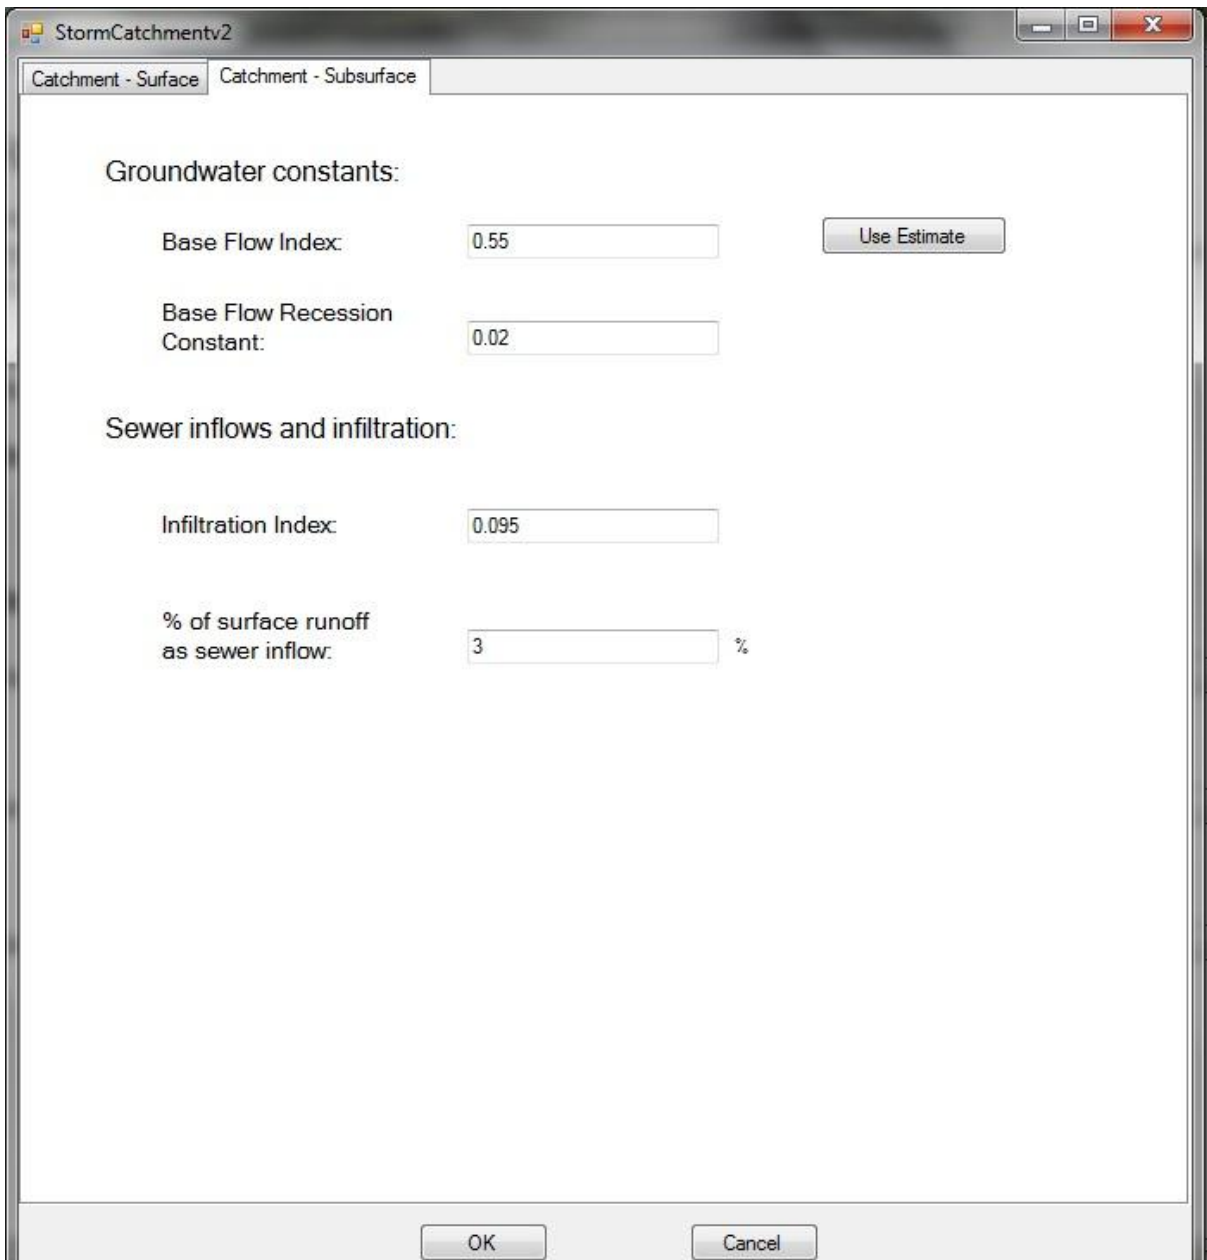 StormCatchmentv2
Catchment - Surface Catchment - Subsurface
Groundwater constants:
Base Flow Index: 0.55 Use Estimate
Base Flow Recession
Constant: 0.02
Sewer inflows and infiltration:
Infiltration Index: 0.095
% of surface runoff
as sewer inflow: 3 %
OK Cancel